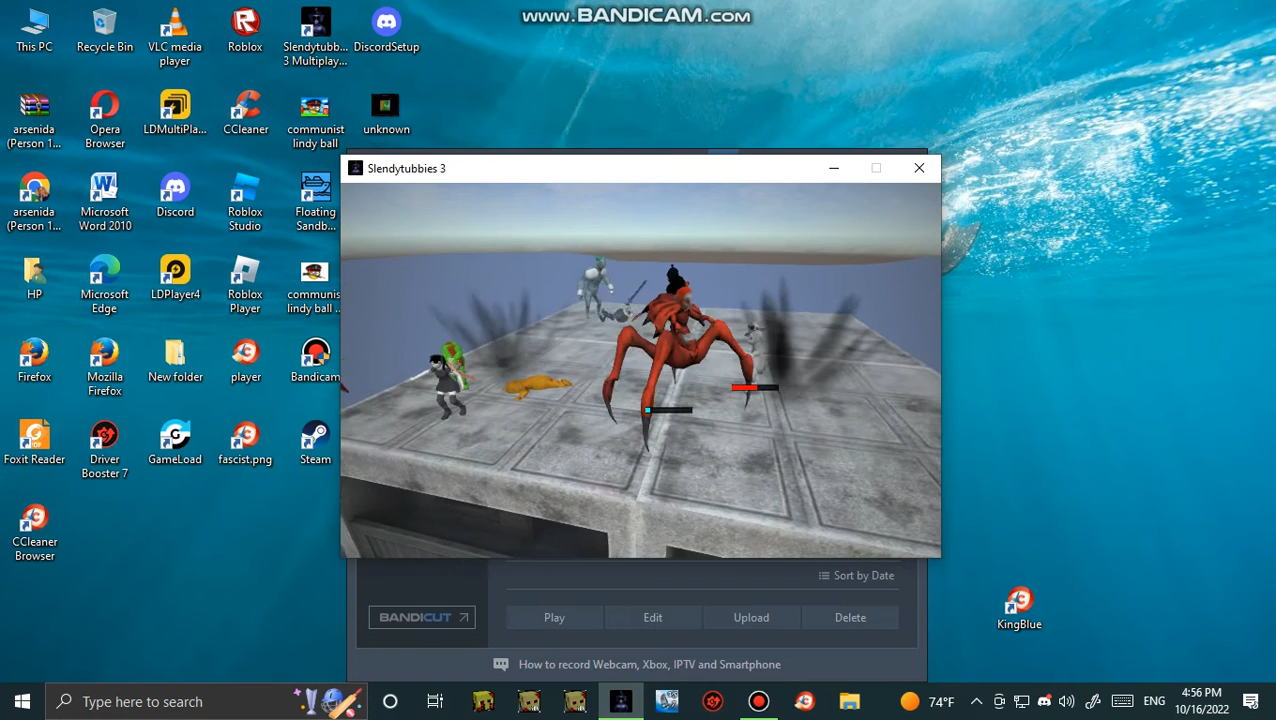 www.BANDICAM.com
This PC
Recycle Bin
VLC media
player
Roblox
Slendytubb...
3 Multiplay...
DiscordSetup
arsenida
(Person 1...
Opera
Browser
LDMultiPla...
CCleaner
communist
lindy ball
unknown
arsenida
(Person 1...
Microsoft
Word 2010
Discord
Roblox
Studio
Floating
Sandb...
HP
Microsoft
Edge
LDPlayer4
Roblox
Player
communis
lindy ball ..
Firefox
Mozilla
Firefox
New folder
player
Bandicam
Foxit Reader
Driver
Booster 7
GameLoad
fascist.png
Steam
CCleaner
Browser
Slendytubbies 3
Sort by Date
BANDICUT
Play
Edit
Upload
Delete
How to record Webcam, Xbox, IPTV and Smartphone
KingBlue
Type here to search
74°F
ENG
4:56 PM
10/16/2022